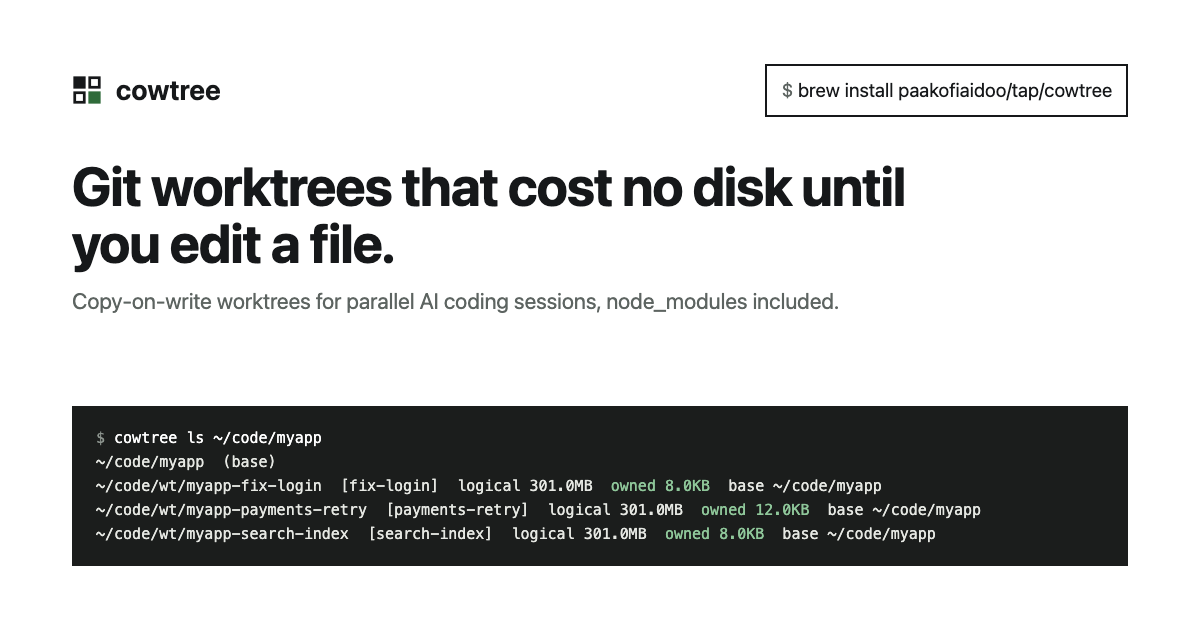 cowtree
$ brew install paakofiaidoo/tap/cowtree
Git worktrees that cost no disk until
you edit a file.
Copy-on-write worktrees for parallel AI coding sessions, node_modules included.
$ cowtree ls ~/code/myapp
~/code/myapp  (base)
~/code/wt/myapp-fix-login  [fix-login]  logical 301.0MB  owned 8.0KB  base ~/code/myapp
~/code/wt/myapp-payments-retry  [payments-retry]  logical 301.0MB  owned 12.0KB  base ~/code/myapp
~/code/wt/myapp-search-index  [search-index]  logical 301.0MB  owned 8.0KB  base ~/code/myapp